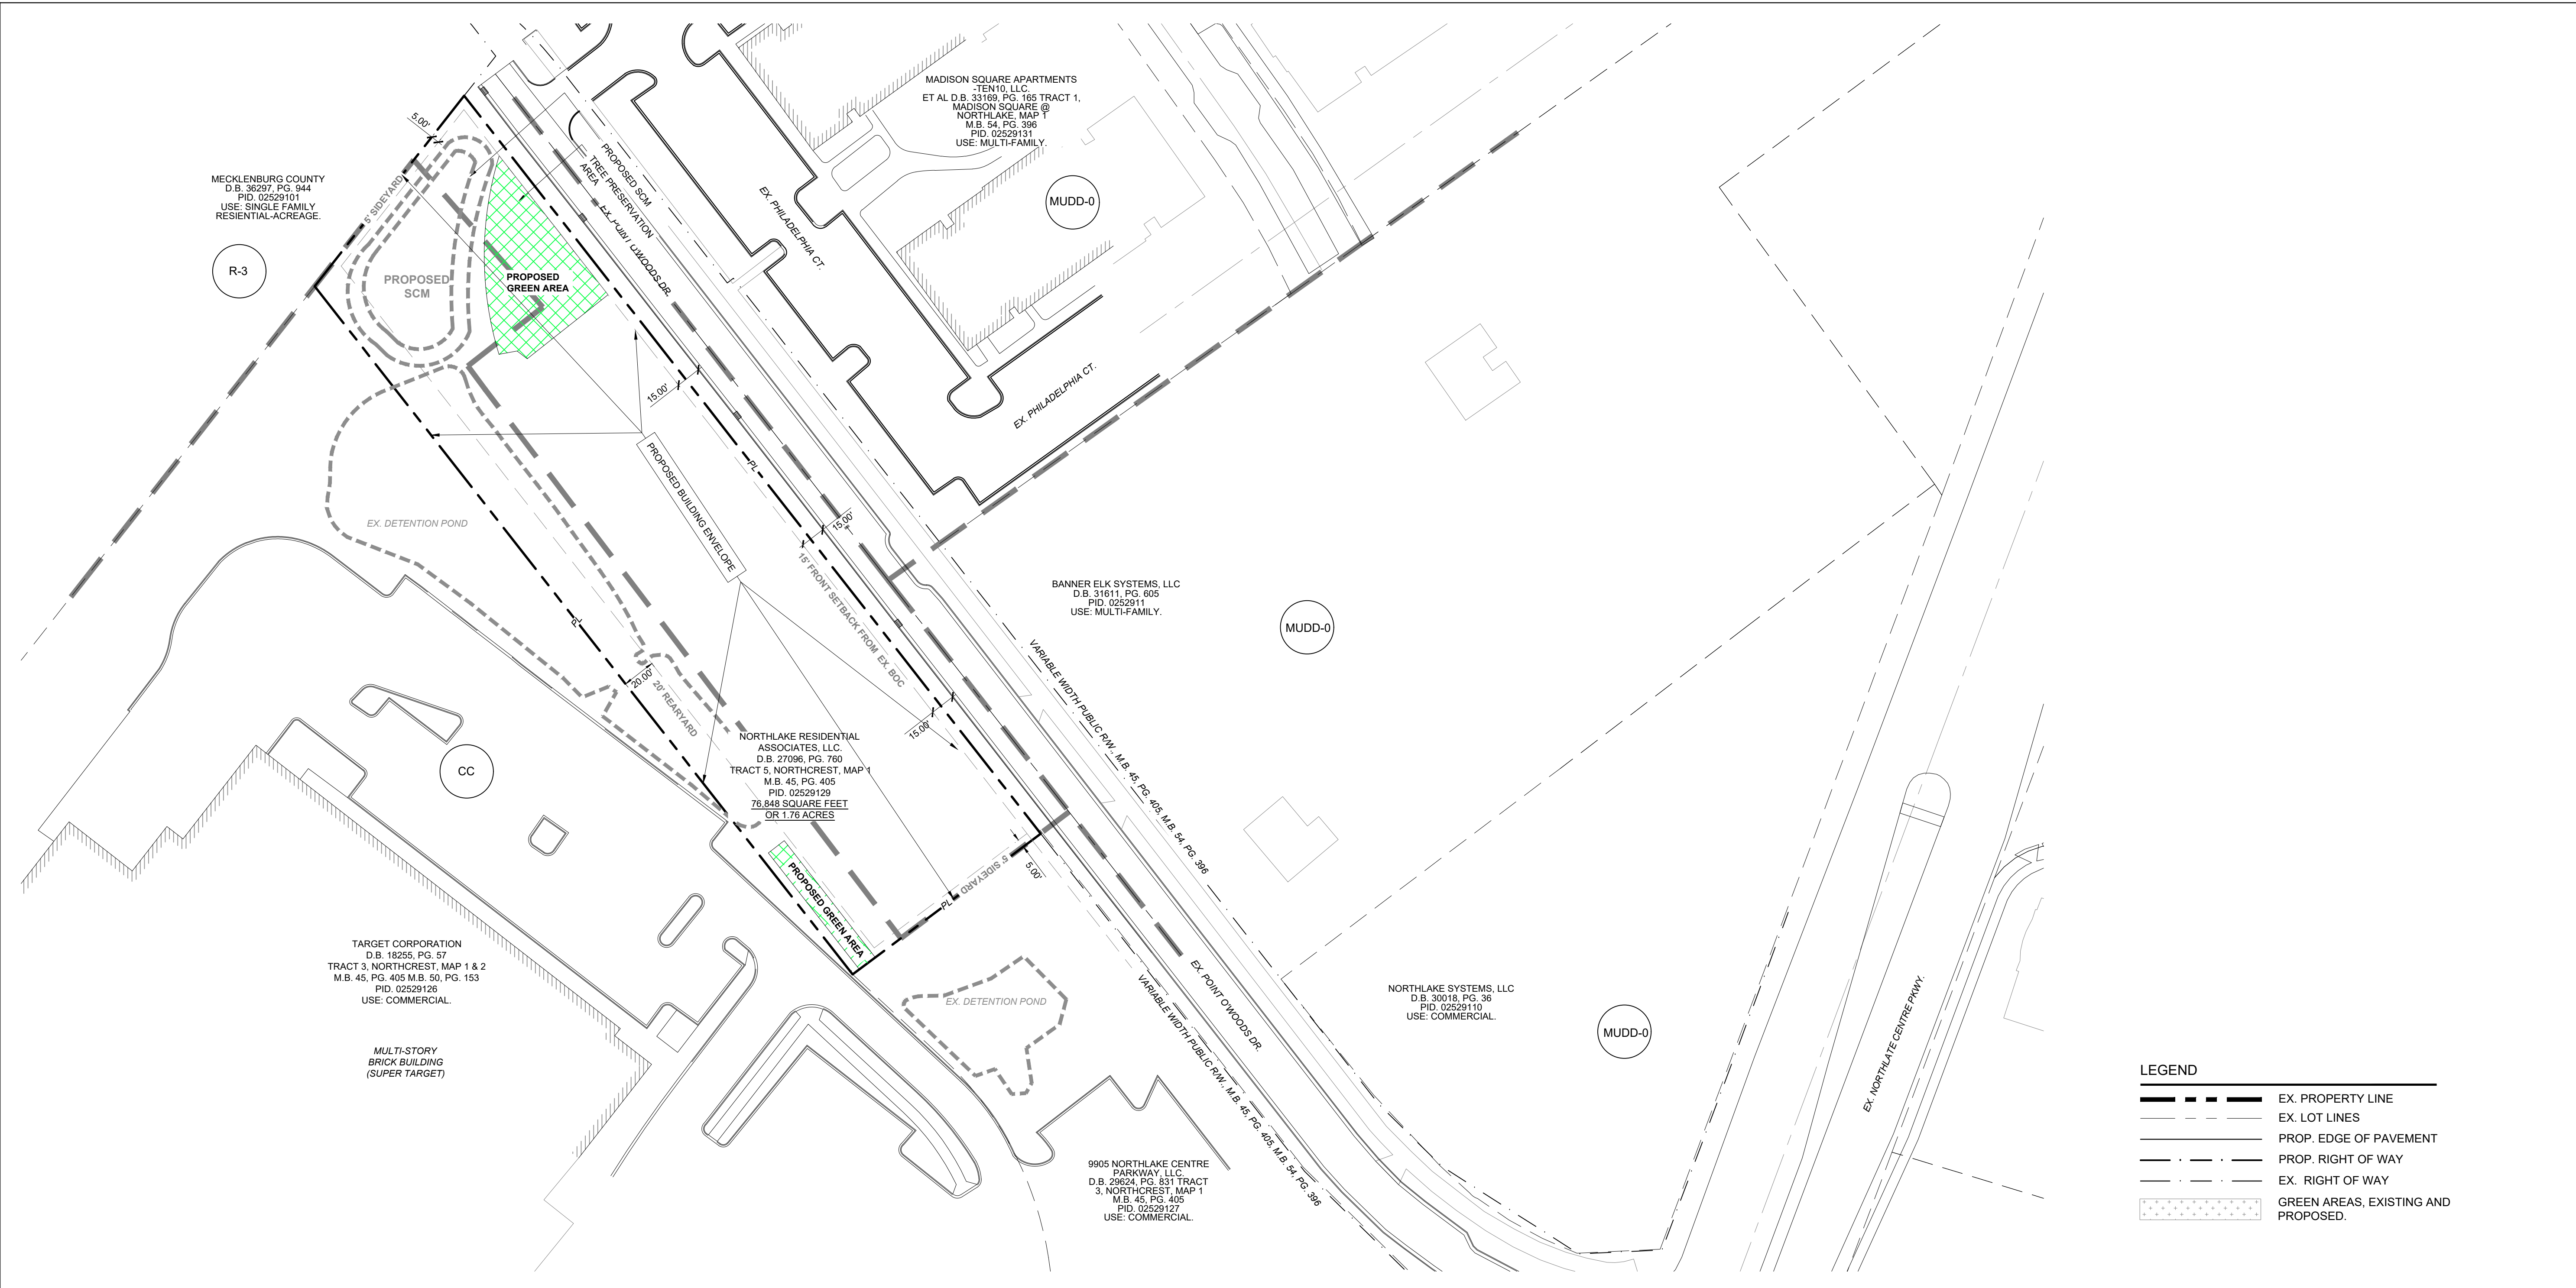 MADISON SQUARE APARTMENTS
-TEN10, LLC.
ET AL D.B. 33169, PG. 165 TRACT 1,
MADISON SQUARE @
NORTHLAKE, MAP 1
M.B. 54, PG. 396
PID. 02529131
USE: MULTI-FAMILY.
MUDD-0
5.00'
MECKLENBURG COUNTY
D.B. 36297, PG. 944
PID. 02529101
USE: SINGLE FAMILY
RESIENTIAL-ACREAGE.
R-3
5' SIDEYARD
PROPOSED
SCM
PROPOSED
GREEN AREA
PROPOSED SCM
TREE PRESERVATION
AREA
EX. POINT O'WOODS DR.
EX. PHILADELPHIA CT.
EX. PHILADELPHIA CT.
15.00'
PL
PROPOSED BUILDING ENVELOPE
EX. DETENTION POND
15.00'
15' FRONT SETBACK FROM EX. BOC
BANNER ELK SYSTEMS, LLC
D.B. 31611, PG. 605
PID. 0252911
USE: MULTI-FAMILY.
MUDD-0
PL
20.00'
20' REARYARD
VARIABLE WIDTH PUBLIC R/W., M.B. 45, PG. 405, M.B. 54, PG. 396
15.00'
NORTHLAKE RESIDENTIAL
ASSOCIATES, LLC.
D.B. 27096, PG. 760
TRACT 5, NORTHCREST, MAP 1
M.B. 45, PG. 405
PID. 02529129
76,848 SQUARE FEET
OR 1.76 ACRES
CC
5.00'
5' SIDEYARD
PL
PROPOSED GREEN AREA
TARGET CORPORATION
D.B. 18255, PG. 57
TRACT 3, NORTHCREST, MAP 1 & 2
M.B. 45, PG. 405 M.B. 50, PG. 153
PID. 02529126
USE: COMMERCIAL.
MULTI-STORY
BRICK BUILDING
(SUPER TARGET)
EX. DETENTION POND
EX. POINT O'WOODS DR.
VARIABLE WIDTH PUBLIC R/W., M.B. 45, PG. 405, M.B. 54, PG. 396
NORTHLAKE SYSTEMS, LLC
D.B. 30018, PG. 36
PID. 02529110
USE: COMMERCIAL.
MUDD-0
EX. NORTHLATE CENTRE PKWY.
9905 NORTHLAKE CENTRE
PARKWAY, LLC.
D.B. 29624, PG. 831 TRACT
3, NORTHCREST, MAP 1
M.B. 45, PG. 405
PID. 02529127
USE: COMMERCIAL.
LEGEND
EX. PROPERTY LINE
EX. LOT LINES
PROP. EDGE OF PAVEMENT
PROP. RIGHT OF WAY
EX. RIGHT OF WAY
GREEN AREAS, EXISTING AND
PROPOSED.